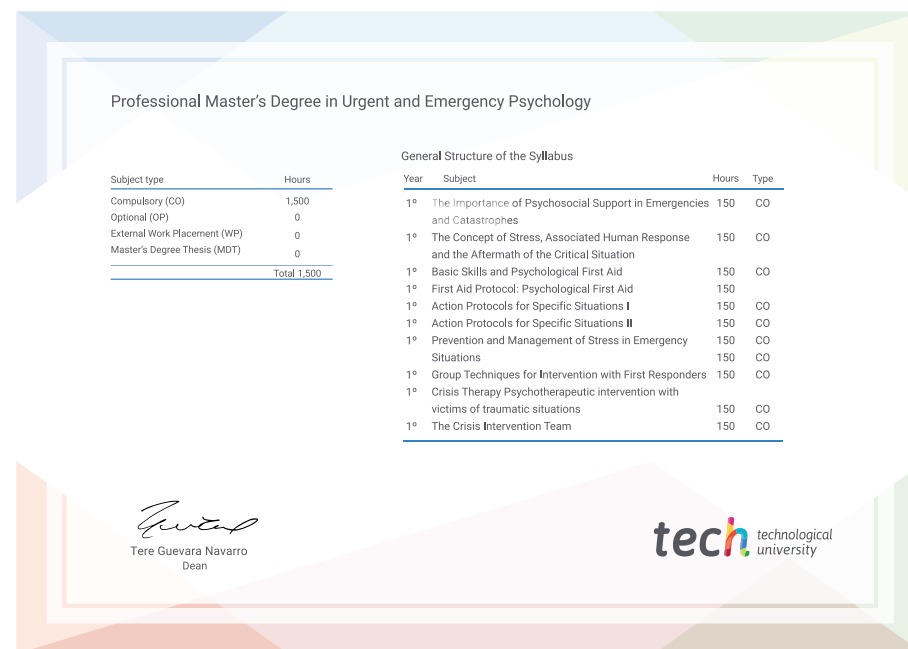 Professional Master's Degree in Urgent and Emergency Psychology
Subject type Hours
Compulsory (CO) 1,500
Optional (OP) 0
External Work Placement (WP) 0
Master's Degree Thesis (MDT) 0
Total 1,500
General Structure of the Syllabus
Year Subject Hours Type
1º The Importance of Psychosocial Support in Emergencies 150 CO
and Catastrophes
1º The Concept of Stress, Associated Human Response 150 CO
and the Aftermath of the Critical Situation
1º Basic Skills and Psychological First Aid 150 CO
1º First Aid Protocol: Psychological First Aid 150
1º Action Protocols for Specific Situations I 150 CO
1º Action Protocols for Specific Situations II 150 CO
1º Prevention and Management of Stress in Emergency 150 CO
Situations 150 CO
1º Group Techniques for Intervention with First Responders 150 CO
1º Crisis Therapy Psychotherapeutic intervention with
victims of traumatic situations 150 CO
1º The Crisis Intervention Team 150 CO
Tere Guevara Navarro
Dean
tech technological
university